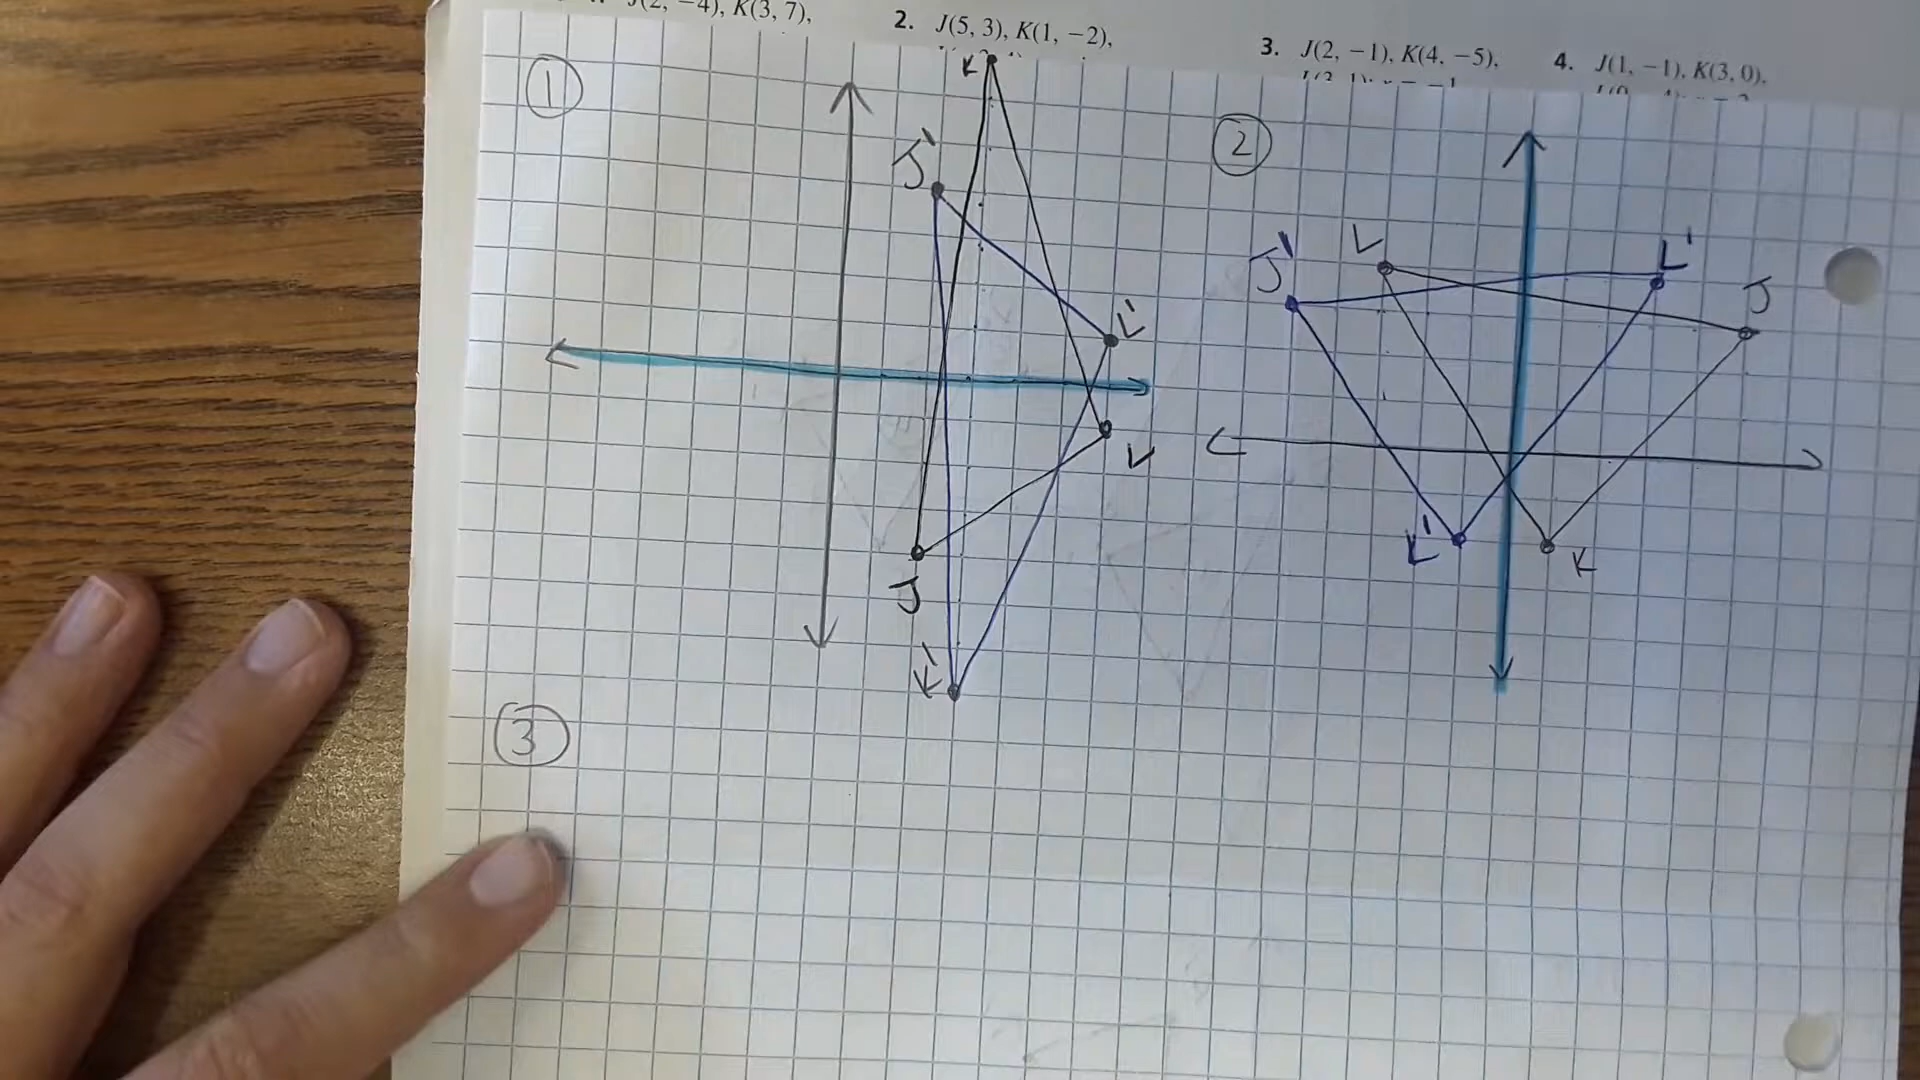 J(2, −4), K(3, 7),
2. J(5, 3), K(1, −2),
3. J(2, −1), K(4, −5),
4. J(1, −1), K(3, 0),
①
K
J'
L'
L
J
K'
②
J'
L
L'
J
K'
K
③